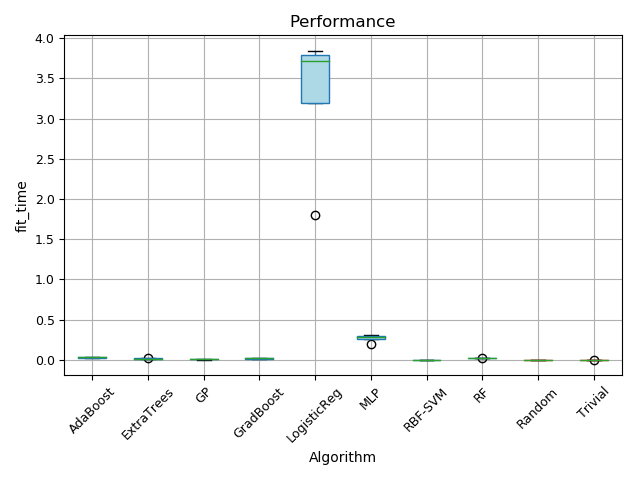 Performance
4.0
3.5
3.0
2.5
2.0
1.5
1.0
0.5
0.0
fit_time
AdaBoost
ExtraTrees
GP
GradBoost
LogisticReg
MLP
RBF-SVM
RF
Random
Trivial
Algorithm